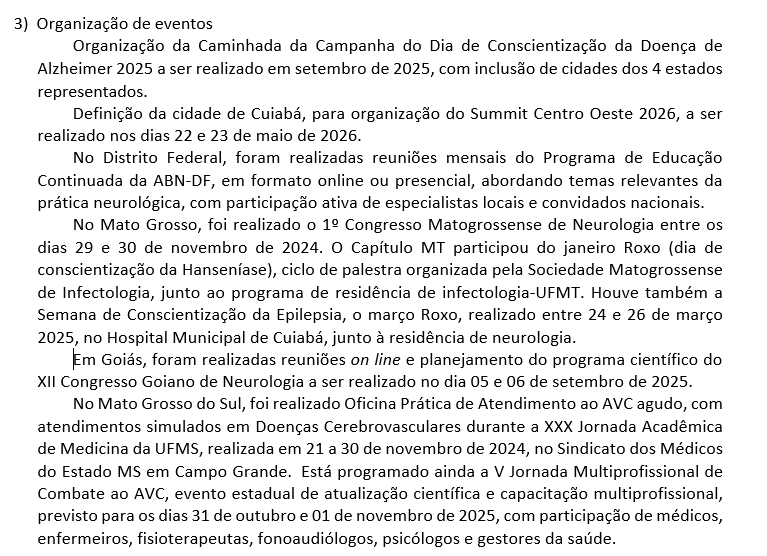 3) Organização de eventos
Organização da Caminhada da Campanha do Dia de Conscientização da Doença de
Alzheimer 2025 a ser realizado em setembro de 2025, com inclusão de cidades dos 4 estados
representados.
Definição da cidade de Cuiabá, para organização do Summit Centro Oeste 2026, a ser
realizado nos dias 22 e 23 de maio de 2026.
No Distrito Federal, foram realizadas reuniões mensais do Programa de Educação
Continuada da ABN-DF, em formato online ou presencial, abordando temas relevantes da
prática neurológica, com participação ativa de especialistas locais e convidados nacionais.
No Mato Grosso, foi realizado o 1º Congresso Matogrossense de Neurologia entre os
dias 29 e 30 de novembro de 2024. O Capítulo MT participou do janeiro Roxo (dia de
conscientização da Hanseníase), ciclo de palestra organizada pela Sociedade Matogrossense
de Infectologia, junto ao programa de residência de infectologia-UFMT. Houve também a
Semana de Conscientização da Epilepsia, o março Roxo, realizado entre 24 e 26 de março
2025, no Hospital Municipal de Cuiabá, junto à residência de neurologia.
Em Goiás, foram realizadas reuniões on line e planejamento do programa científico do
XII Congresso Goiano de Neurologia a ser realizado no dia 05 e 06 de setembro de 2025.
No Mato Grosso do Sul, foi realizado Oficina Prática de Atendimento ao AVC agudo, com
atendimentos simulados em Doenças Cerebrovasculares durante a XXX Jornada Acadêmica
de Medicina da UFMS, realizada em 21 a 30 de novembro de 2024, no Sindicato dos Médicos
do Estado MS em Campo Grande. Está programado ainda a V Jornada Multiprofissional de
Combate ao AVC, evento estadual de atualização científica e capacitação multiprofissional,
previsto para os dias 31 de outubro e 01 de novembro de 2025, com participação de médicos,
enfermeiros, fisioterapeutas, fonoaudiólogos, psicólogos e gestores da saúde.